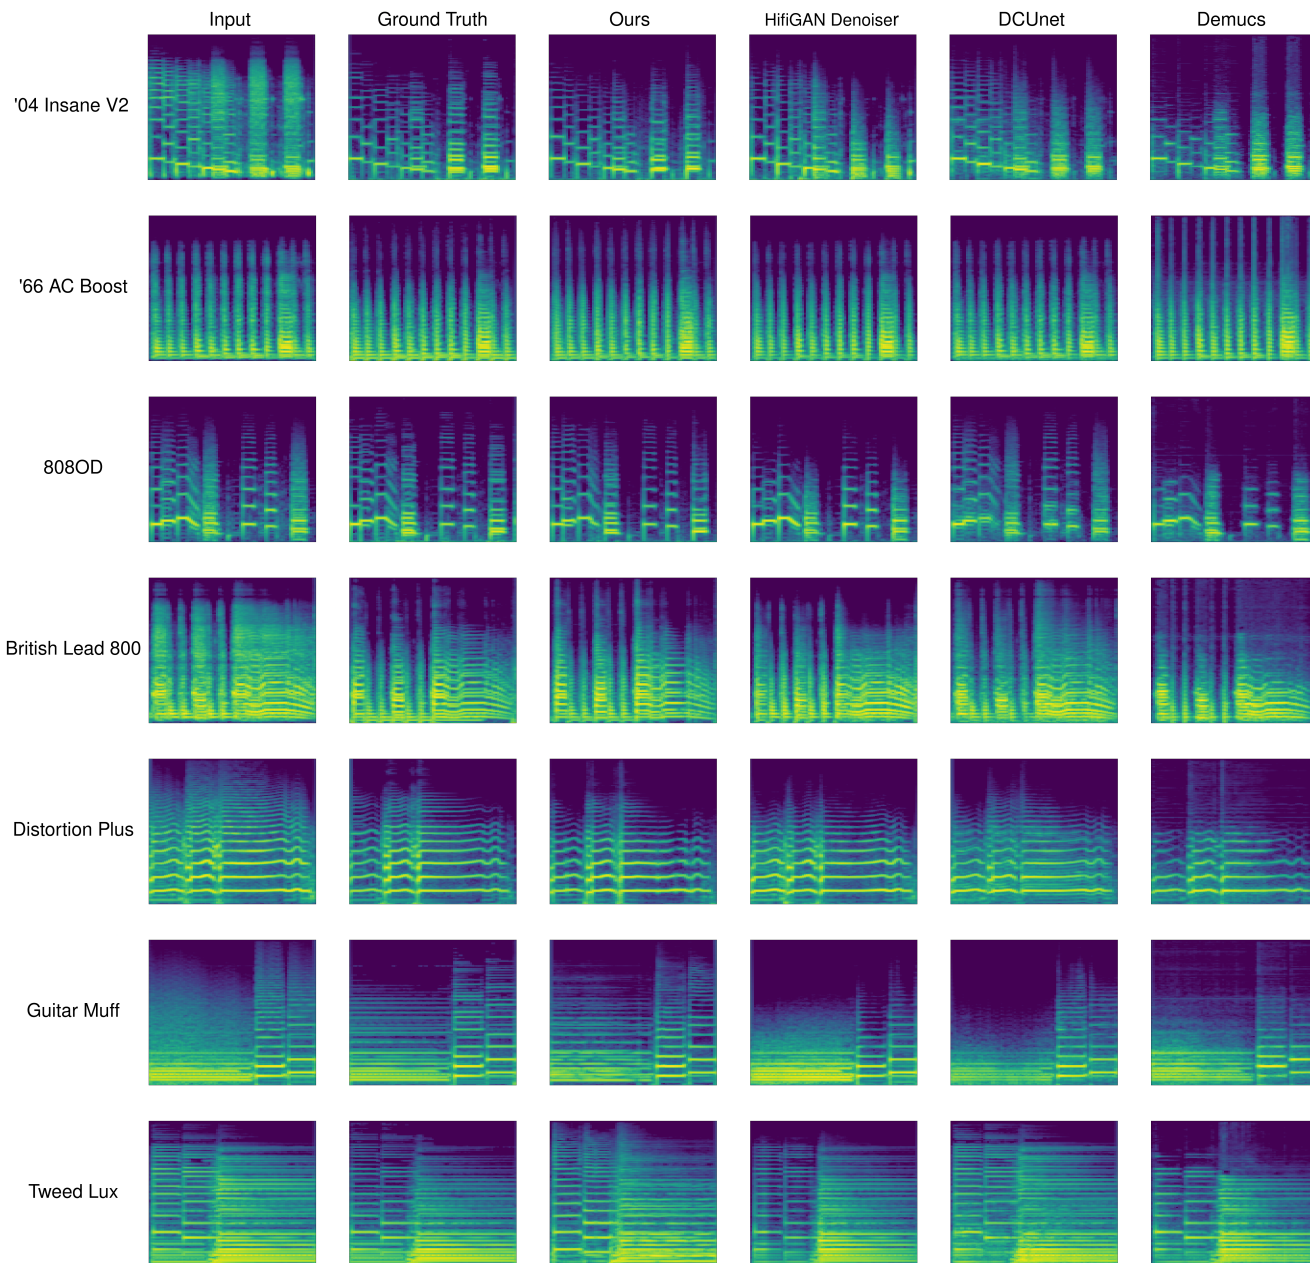 Input Ground Truth Ours HifiGAN Denoiser DCUnet Demucs
'04 Insane V2
'66 AC Boost
808OD
British Lead 800
Distortion Plus
Guitar Muff
Tweed Lux